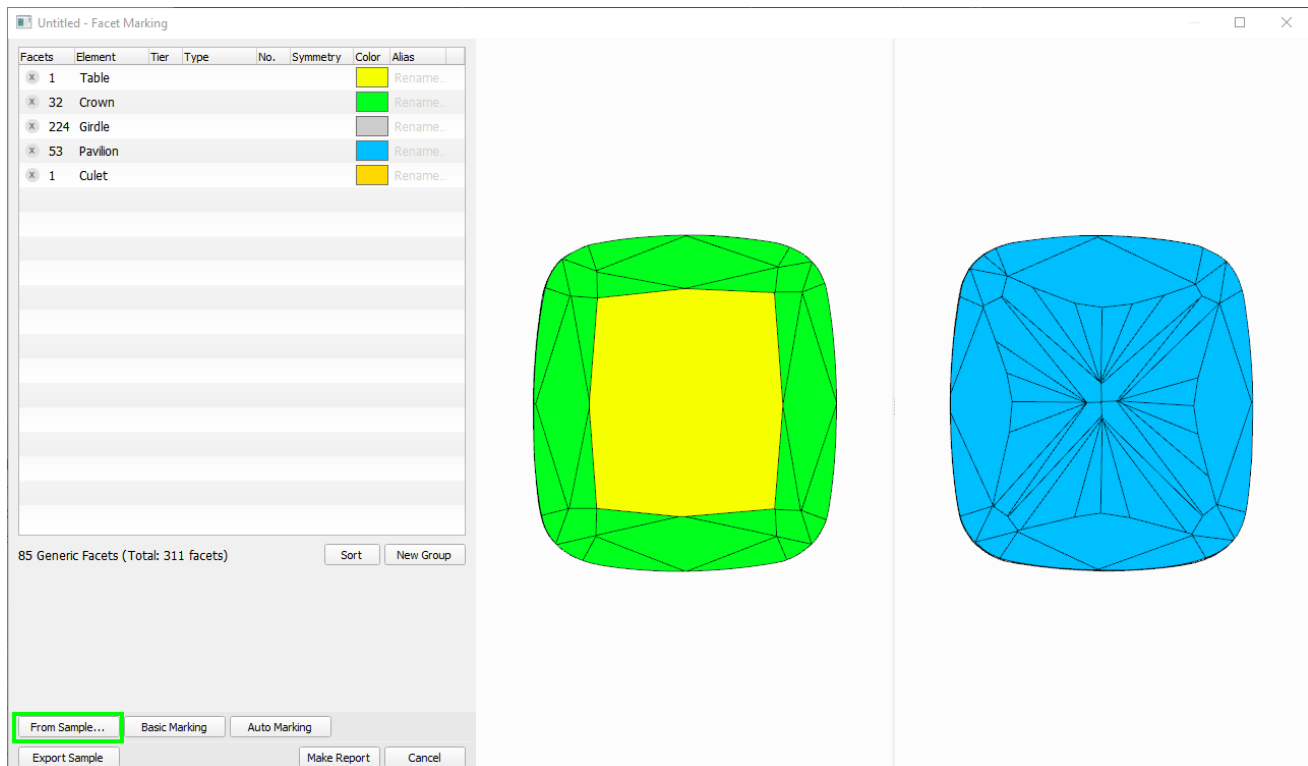 Untitled - Facet Marking
Facets Element Tier Type No. Symmetry Color Alias
x 1 Table Rename..
x 32 Crown Rename..
x 224 Girdle Rename..
x 53 Pavilion Rename..
x 1 Culet Rename..
85 Generic Facets (Total: 311 facets) Sort New Group
From Sample... Basic Marking Auto Marking
Export Sample Make Report Cancel